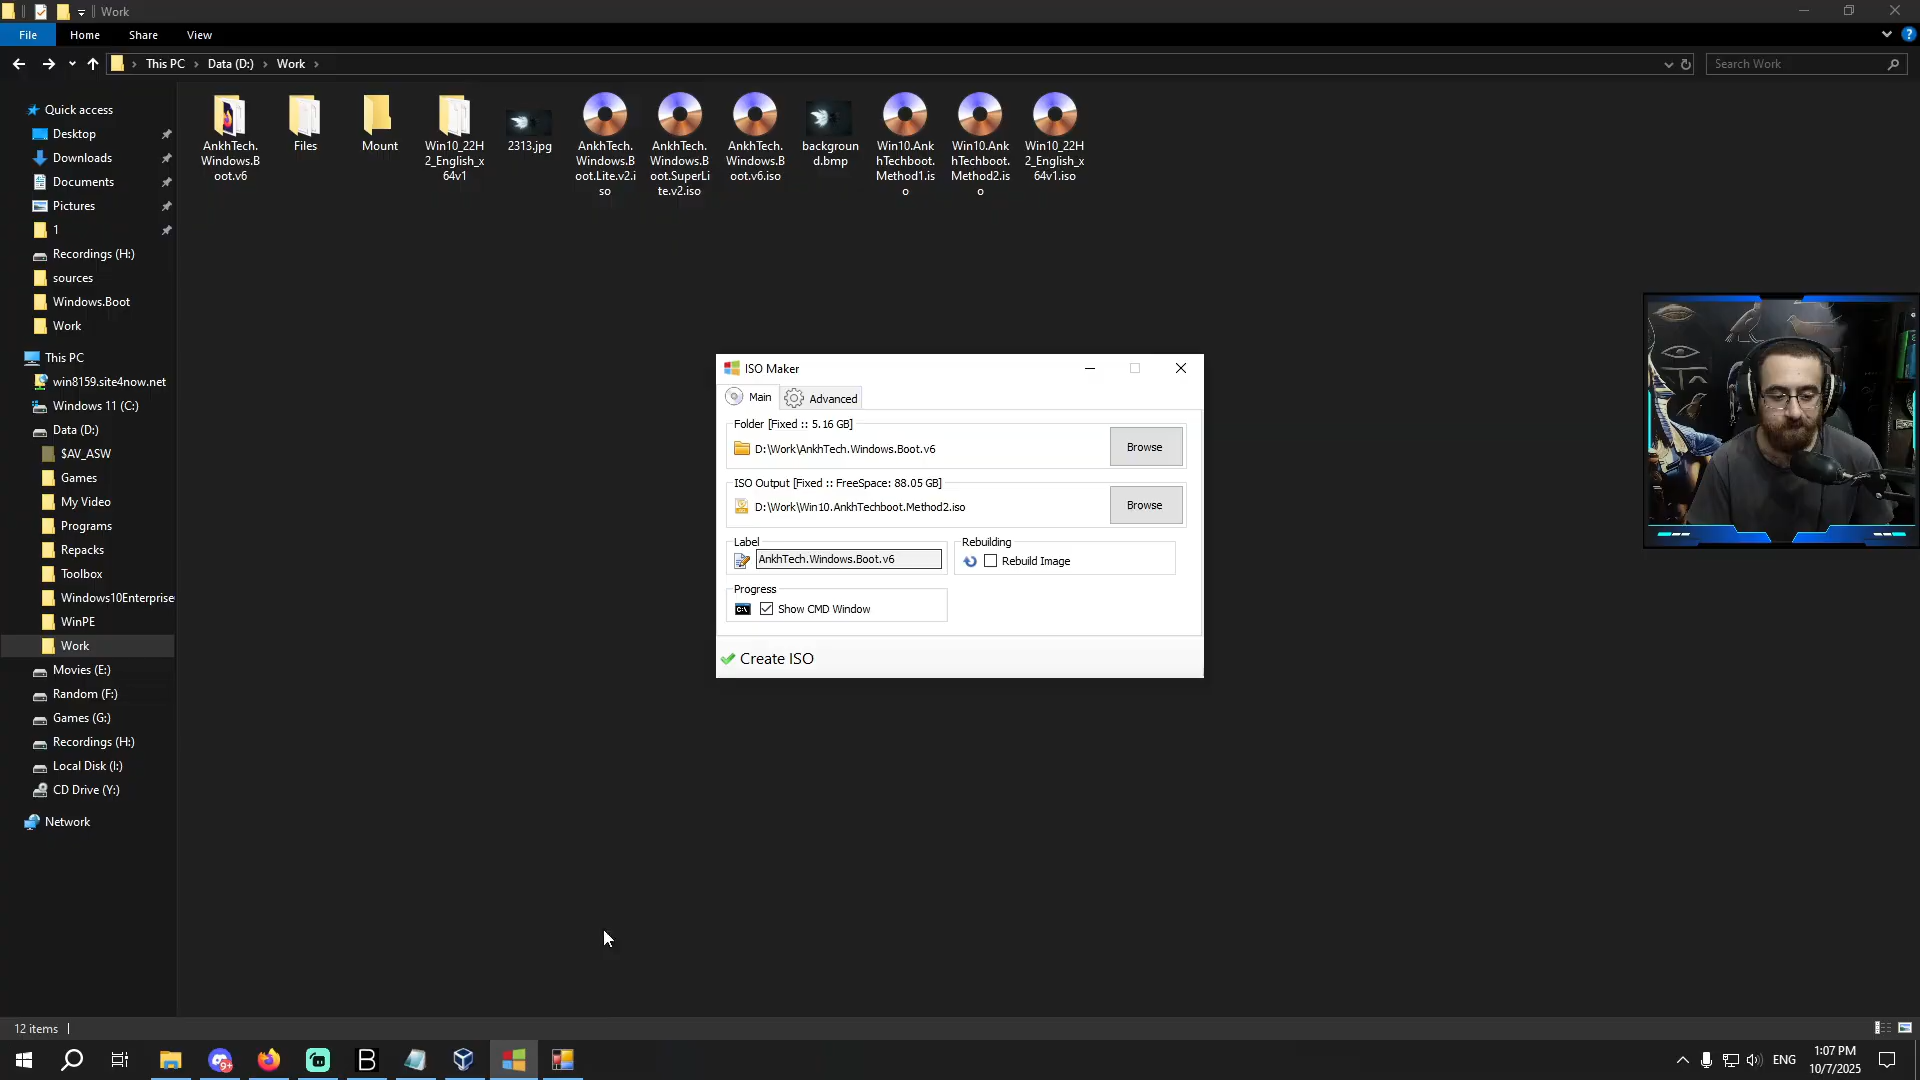 Work
File
Home
Share
View
This PC
Data (D:)
Work
Search Work
Quick access
Desktop
Downloads
Documents
Pictures
1
Recordings (H:)
sources
Windows.Boot
Work
This PC
win8159.site4now.net
Windows 11 (C:)
Data (D:)
$AV_ASW
Games
My Video
Programs
Repacks
Toolbox
Windows10Enterprise
WinPE
Work
Movies (E:)
Random (F:)
Games (G:)
Recordings (H:)
Local Disk (I:)
CD Drive (Y:)
Network
AnkhTech.
Windows.B
oot.v6
Files
Mount
Win10_22H
2_English_x
64v1
2313.jpg
AnkhTech.
Windows.B
oot.Lite.v2.i
so
AnkhTech.
Windows.B
oot.SuperLi
te.v2.iso
AnkhTech.
Windows.B
oot.v6.iso
backgroun
d.bmp
Win10.Ank
hTechboot.
Method1.is
o
Win10.Ank
hTechboot.
Method2.is
o
Win10_22H
2_English_x
64v1.iso
ISO Maker
Main
Advanced
Folder [Fixed :: 5.16 GB]
D:\Work\AnkhTech.Windows.Boot.v6
Browse
ISO Output [Fixed :: FreeSpace: 88.05 GB]
D:\Work\Win10.AnkhTechboot.Method2.iso
Browse
Label
AnkhTech.Windows.Boot.v6
Rebuilding
Rebuild Image
Progress
C:\
Show CMD Window
Create ISO
12 items
9+
B
ENG
1:07 PM
10/7/2025